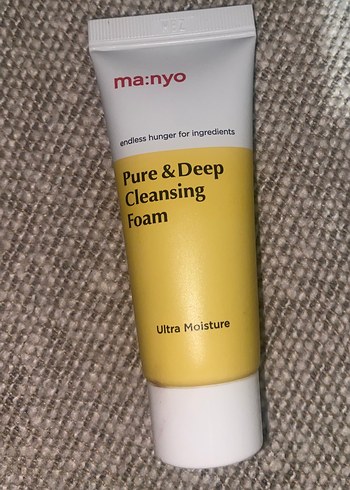 ma:nyo
endless hunger for ingredients
Pure & Deep
Cleansing
Foam
Ultra Moisture